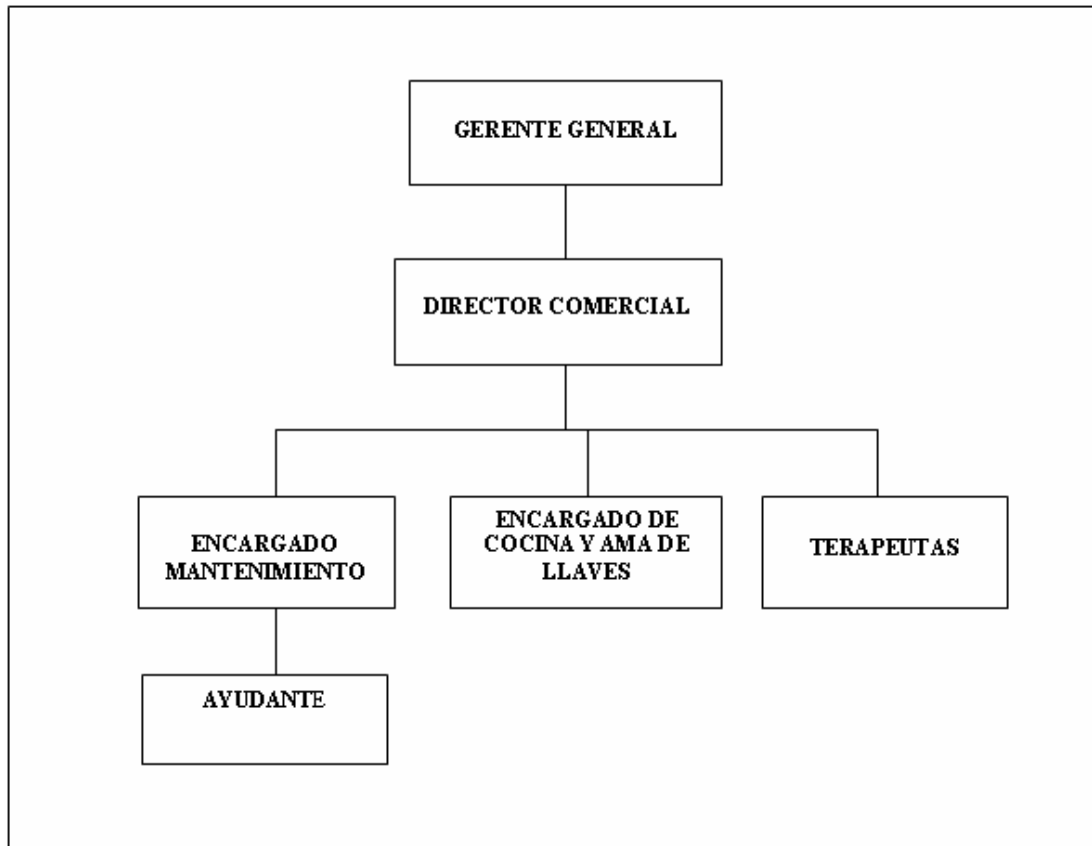 GERENTE GENERAL
DIRECTOR COMERCIAL
ENCARGADO
MANTENIMIENTO
ENCARGADO DE
COCINA Y AMA DE
LLAVES
TERAPEUTAS
AYUDANTE